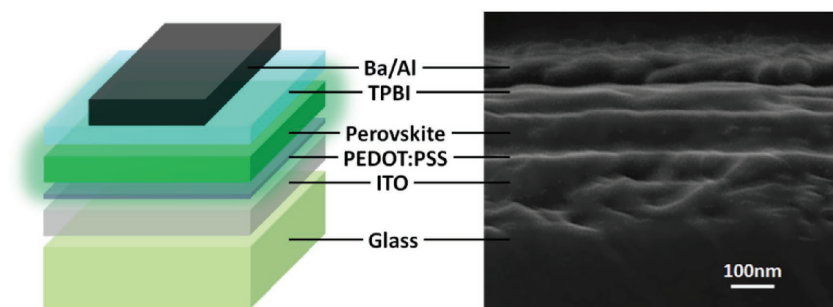 Ba/Al
TPBI
Perovskite
PEDOT:PSS
ITO
Glass
100nm